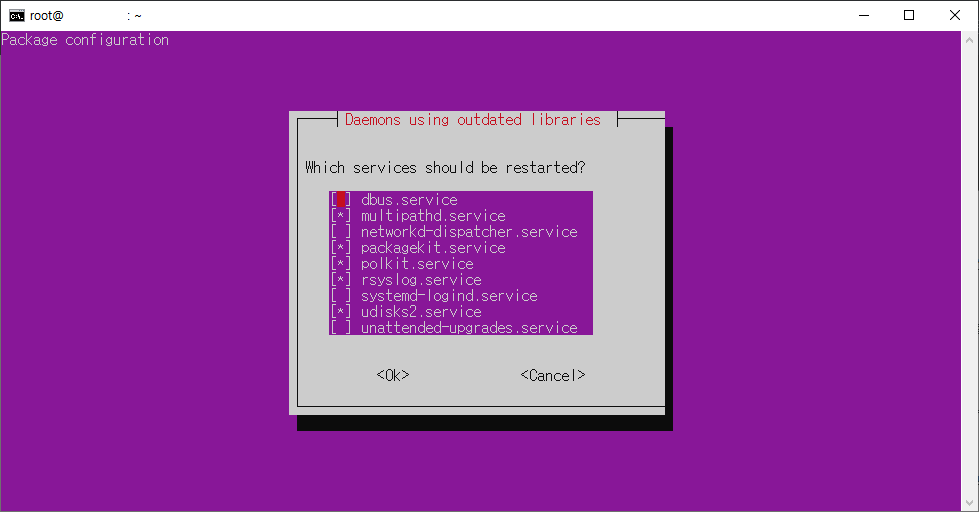 root@ : ~
Package configuration
Daemons using outdated libraries
Which services should be restarted?
[ ] dbus.service
[*] multipathd.service
[ ] networkd-dispatcher.service
[*] packagekit.service
[*] polkit.service
[*] rsyslog.service
[ ] systemd-logind.service
[*] udisks2.service
[ ] unattended-upgrades.service
<Ok> <Cancel>